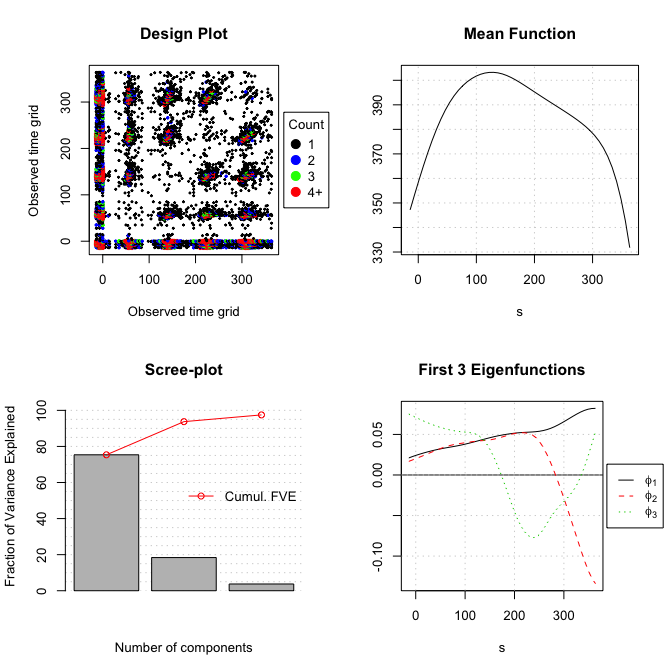 Design Plot
Observed time grid
0 100 200 300
Count
1
2
3
4+
0 100 200 300
Observed time grid
Mean Function
330 350 370 390
0 100 200 300
s
Scree-plot
Fraction of Variance Explained
0 20 40 60 80 100
Cumul. FVE
Number of components
First 3 Eigenfunctions
-0.10 0.00 0.05
ϕ1
ϕ2
ϕ3
0 100 200 300
s